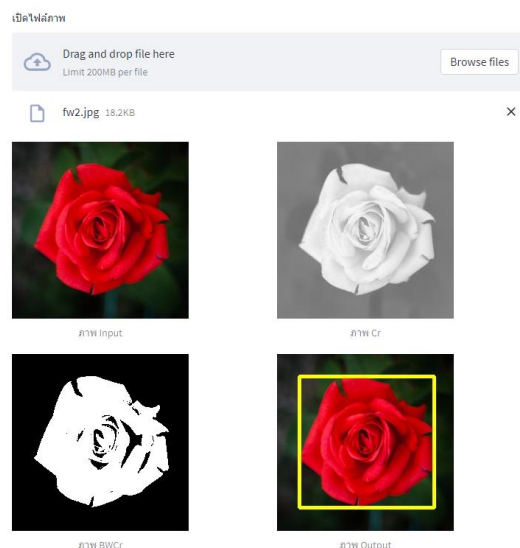 เปิดไฟล์ภาพ
Drag and drop file here
Limit 200MB per file
Browse files
fw2.jpg 18.2KB
ภาพ Input
ภาพ Cr
ภาพ BWCr
ภาพ Output